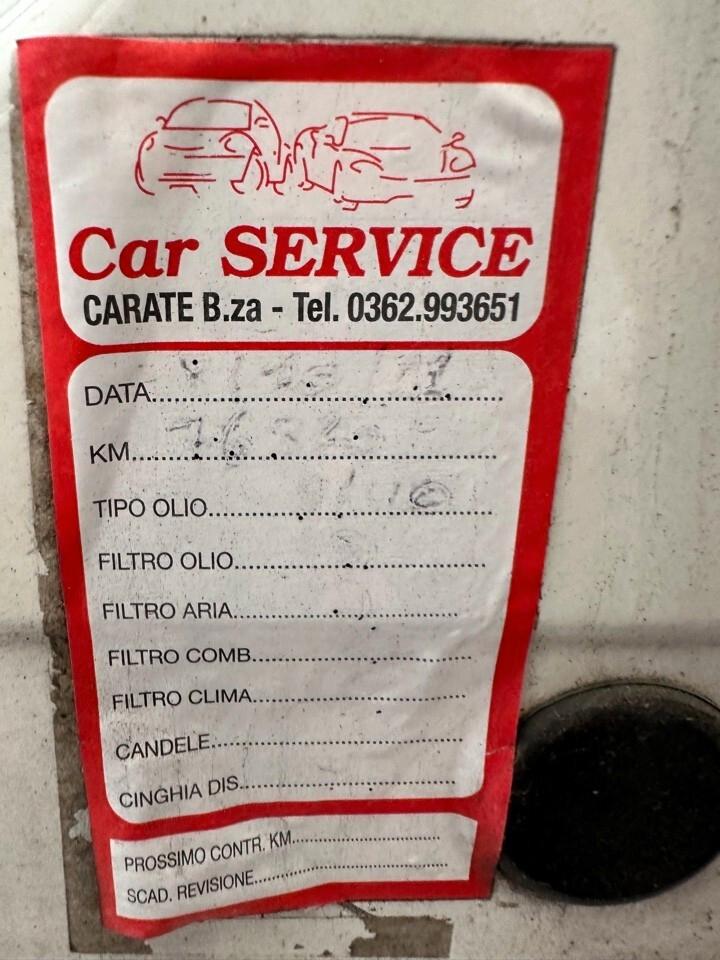 Car SERVICE
CARATE B.za - Tel. 0362.993651
DATA
KM
TIPO OLIO
FILTRO OLIO
FILTRO ARIA
FILTRO COMB.
FILTRO CLIMA
CANDELE
CINGHIA DIS.
PROSSIMO CONTR. KM
SCAD. REVISIONE